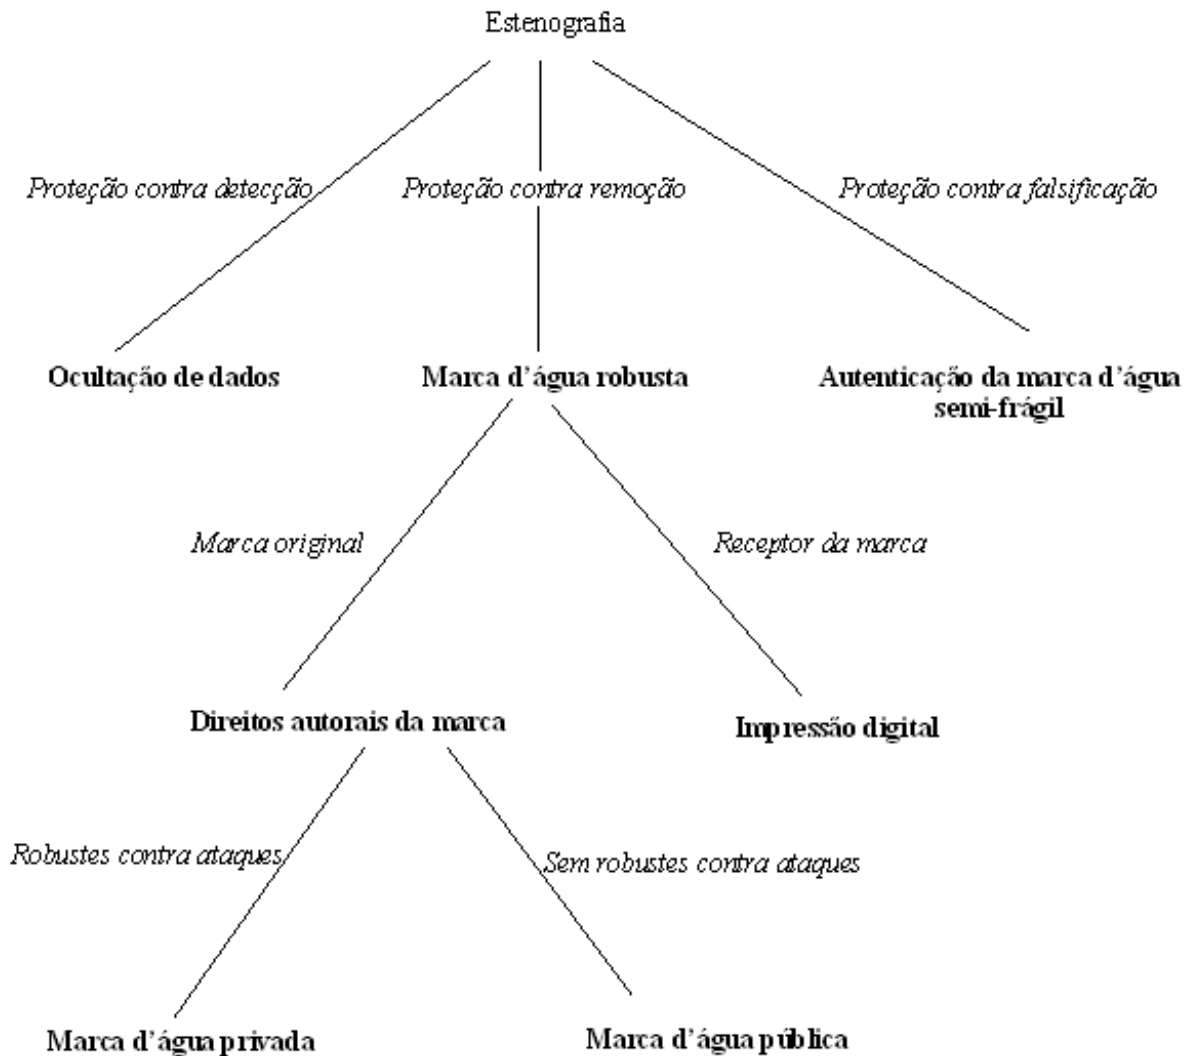 Estenografia
Proteção contra detecção
Proteção contra remoção
Proteção contra falsificação
Ocultação de dados
Marca d'água robusta
Autenticação da marca d'água
semi-frágil
Marca original
Receptor da marca
Direitos autorais da marca
Impressão digital
Robustes contra ataques
Sem robustes contra ataques
Marca d'água privada
Marca d'água pública